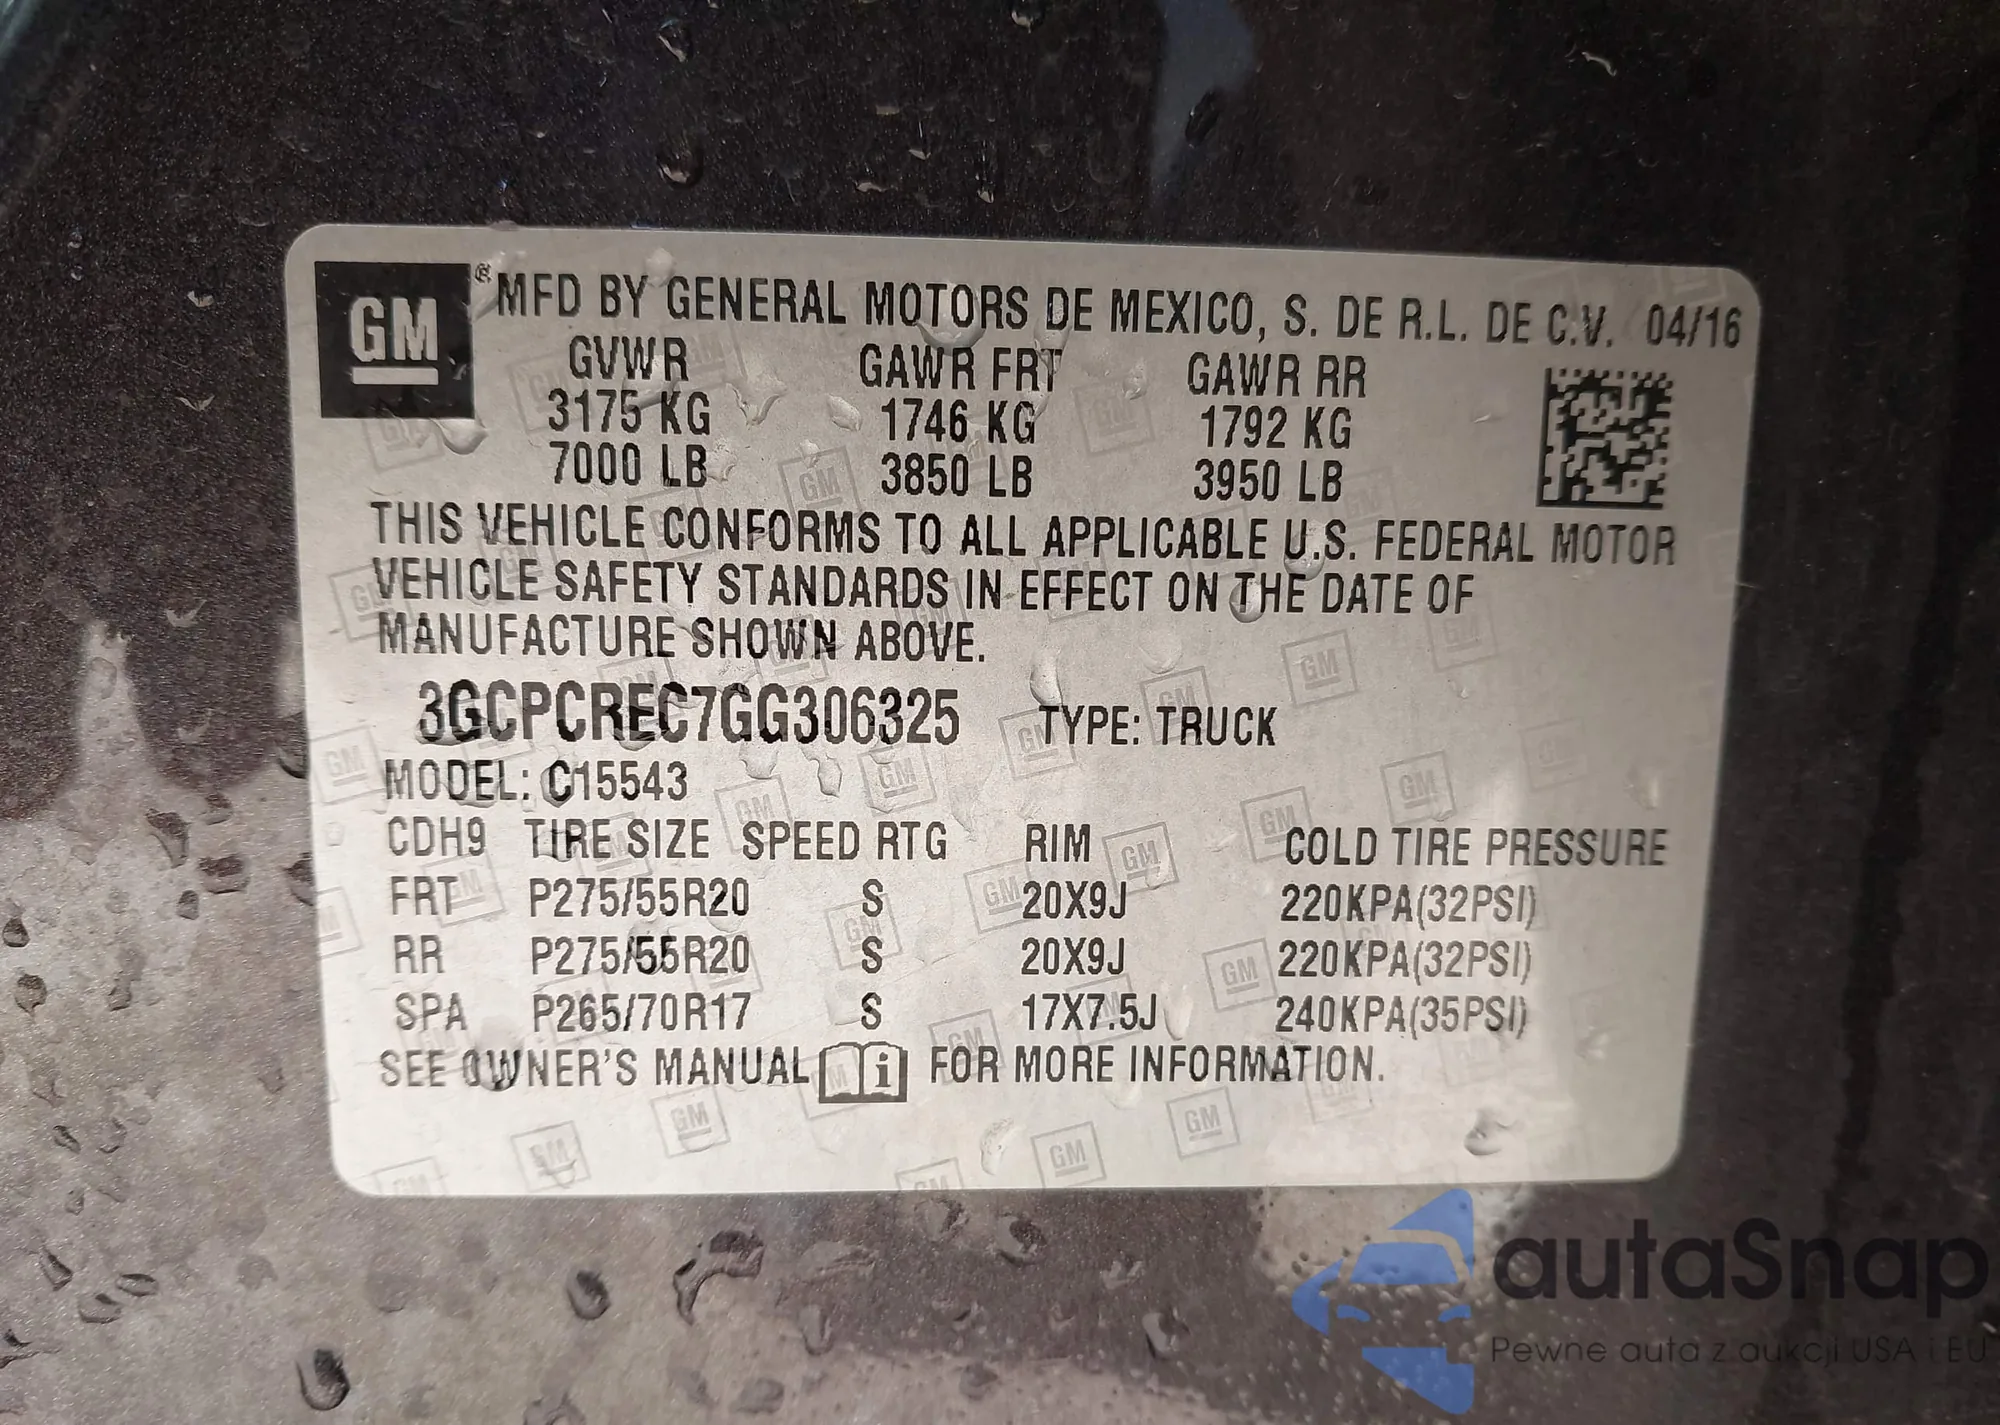 GM ® MFD BY GENERAL MOTORS DE MEXICO, S. DE R.L. DE C.V. 04/16
GVWR GAWR FRT GAWR RR
3175 KG 1746 KG 1792 KG
7000 LB 3850 LB 3950 LB
THIS VEHICLE CONFORMS TO ALL APPLICABLE U.S. FEDERAL MOTOR
VEHICLE SAFETY STANDARDS IN EFFECT ON THE DATE OF
MANUFACTURE SHOWN ABOVE.
3GCPCREC7GG306325 TYPE: TRUCK
MODEL: C15543
CDH9 TIRE SIZE SPEED RTG RIM COLD TIRE PRESSURE
FRT P275/55R20 S 20X9J 220KPA(32PSI)
RR P275/55R20 S 20X9J 220KPA(32PSI)
SPA P265/70R17 S 17X7.5J 240KPA(35PSI)
SEE OWNER'S MANUAL i FOR MORE INFORMATION.
autaSnap
Pewne auta z aukcji USA i EU